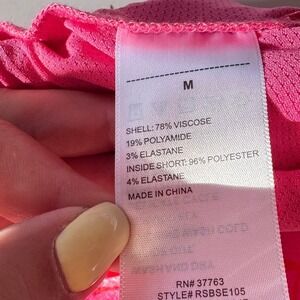 M
SHELL: 78% VISCOSE
19% POLYAMIDE
3% ELASTANE
INSIDE SHORT: 96% POLYESTER
4% ELASTANE
MADE IN CHINA
RN# 37763
STYLE# RSBSE105